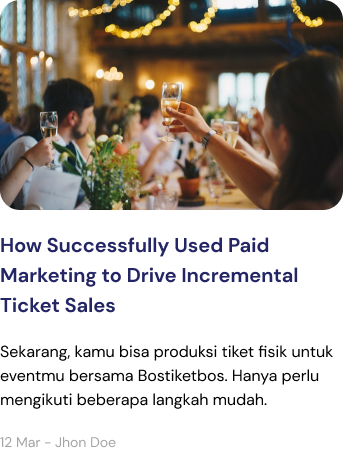 How Successfully Used Paid
Marketing to Drive Incremental
Ticket Sales
Sekarang, kamu bisa produksi tiket fisik untuk
eventmu bersama Bostiketbos. Hanya perlu
mengikuti beberapa langkah mudah.
12 Mar - Jhon Doe